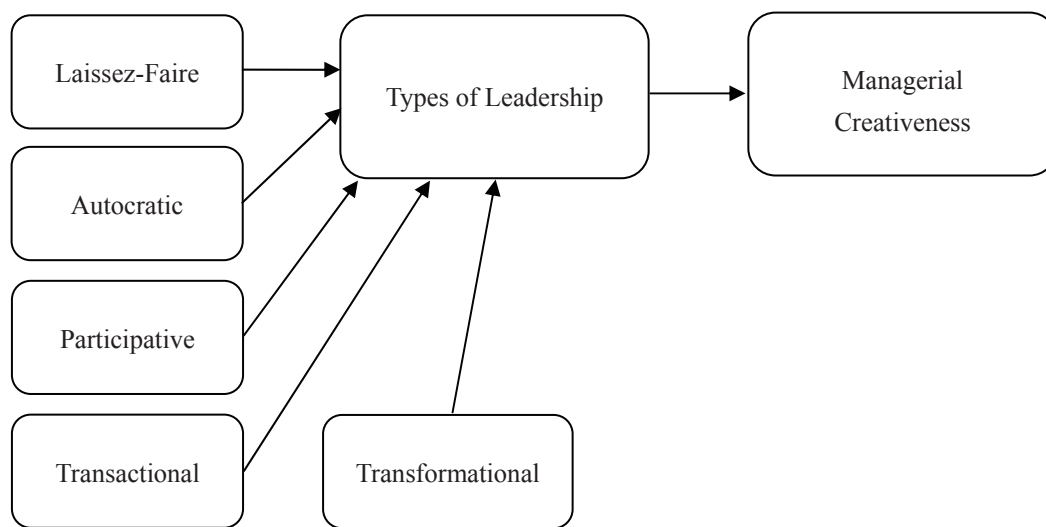 Laissez-Faire
Types of Leadership
Managerial
Creativeness
Autocratic
Participative
Transactional
Transformational